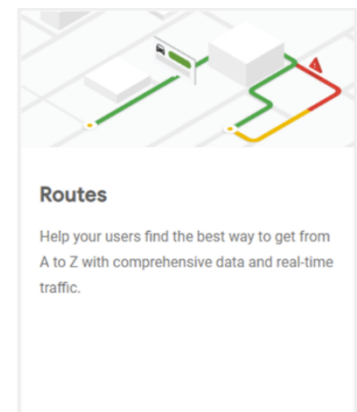 Routes
Help your users find the best way to get from
A to Z with comprehensive data and real-time
traffic.